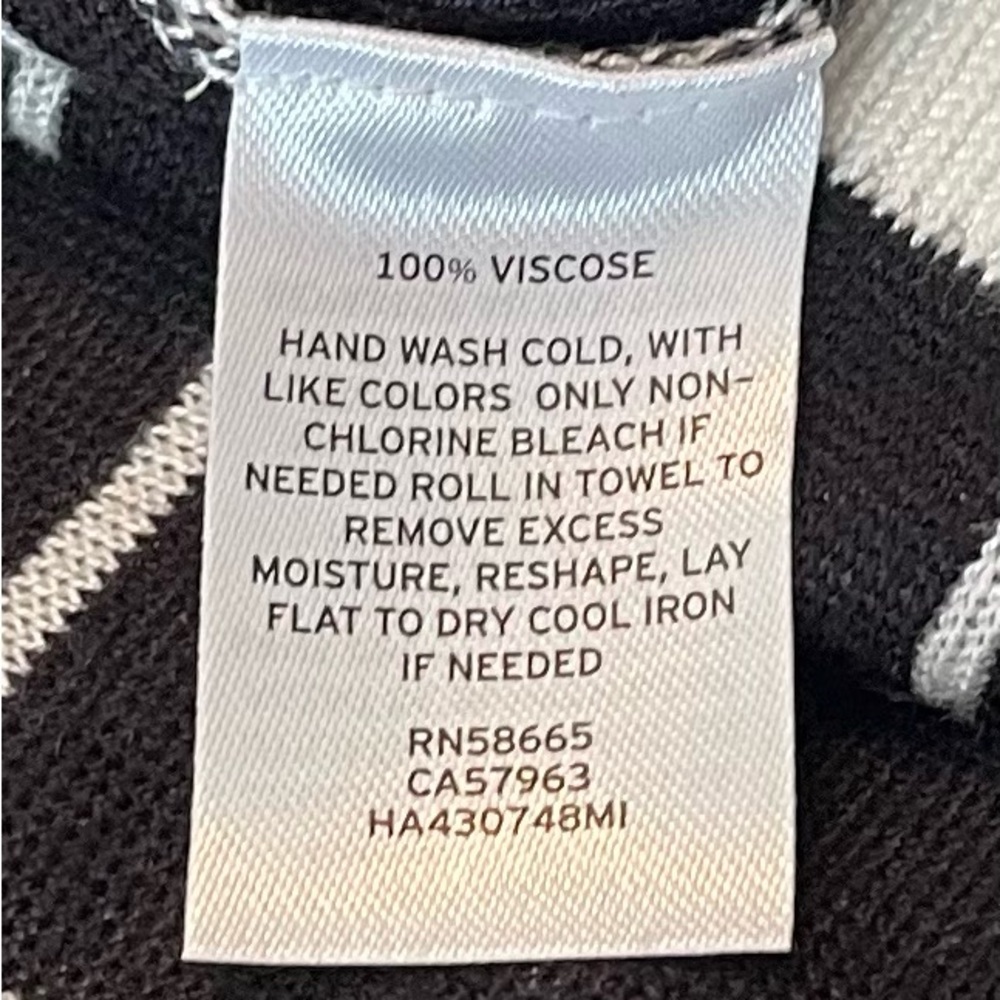 100% VISCOSE
HAND WASH COLD, WITH
LIKE COLORS ONLY NON-
CHLORINE BLEACH IF
NEEDED ROLL IN TOWEL TO
REMOVE EXCESS
MOISTURE, RESHAPE, LAY
FLAT TO DRY COOL IRON
IF NEEDED
RN58665
CA57963
HA430748MI